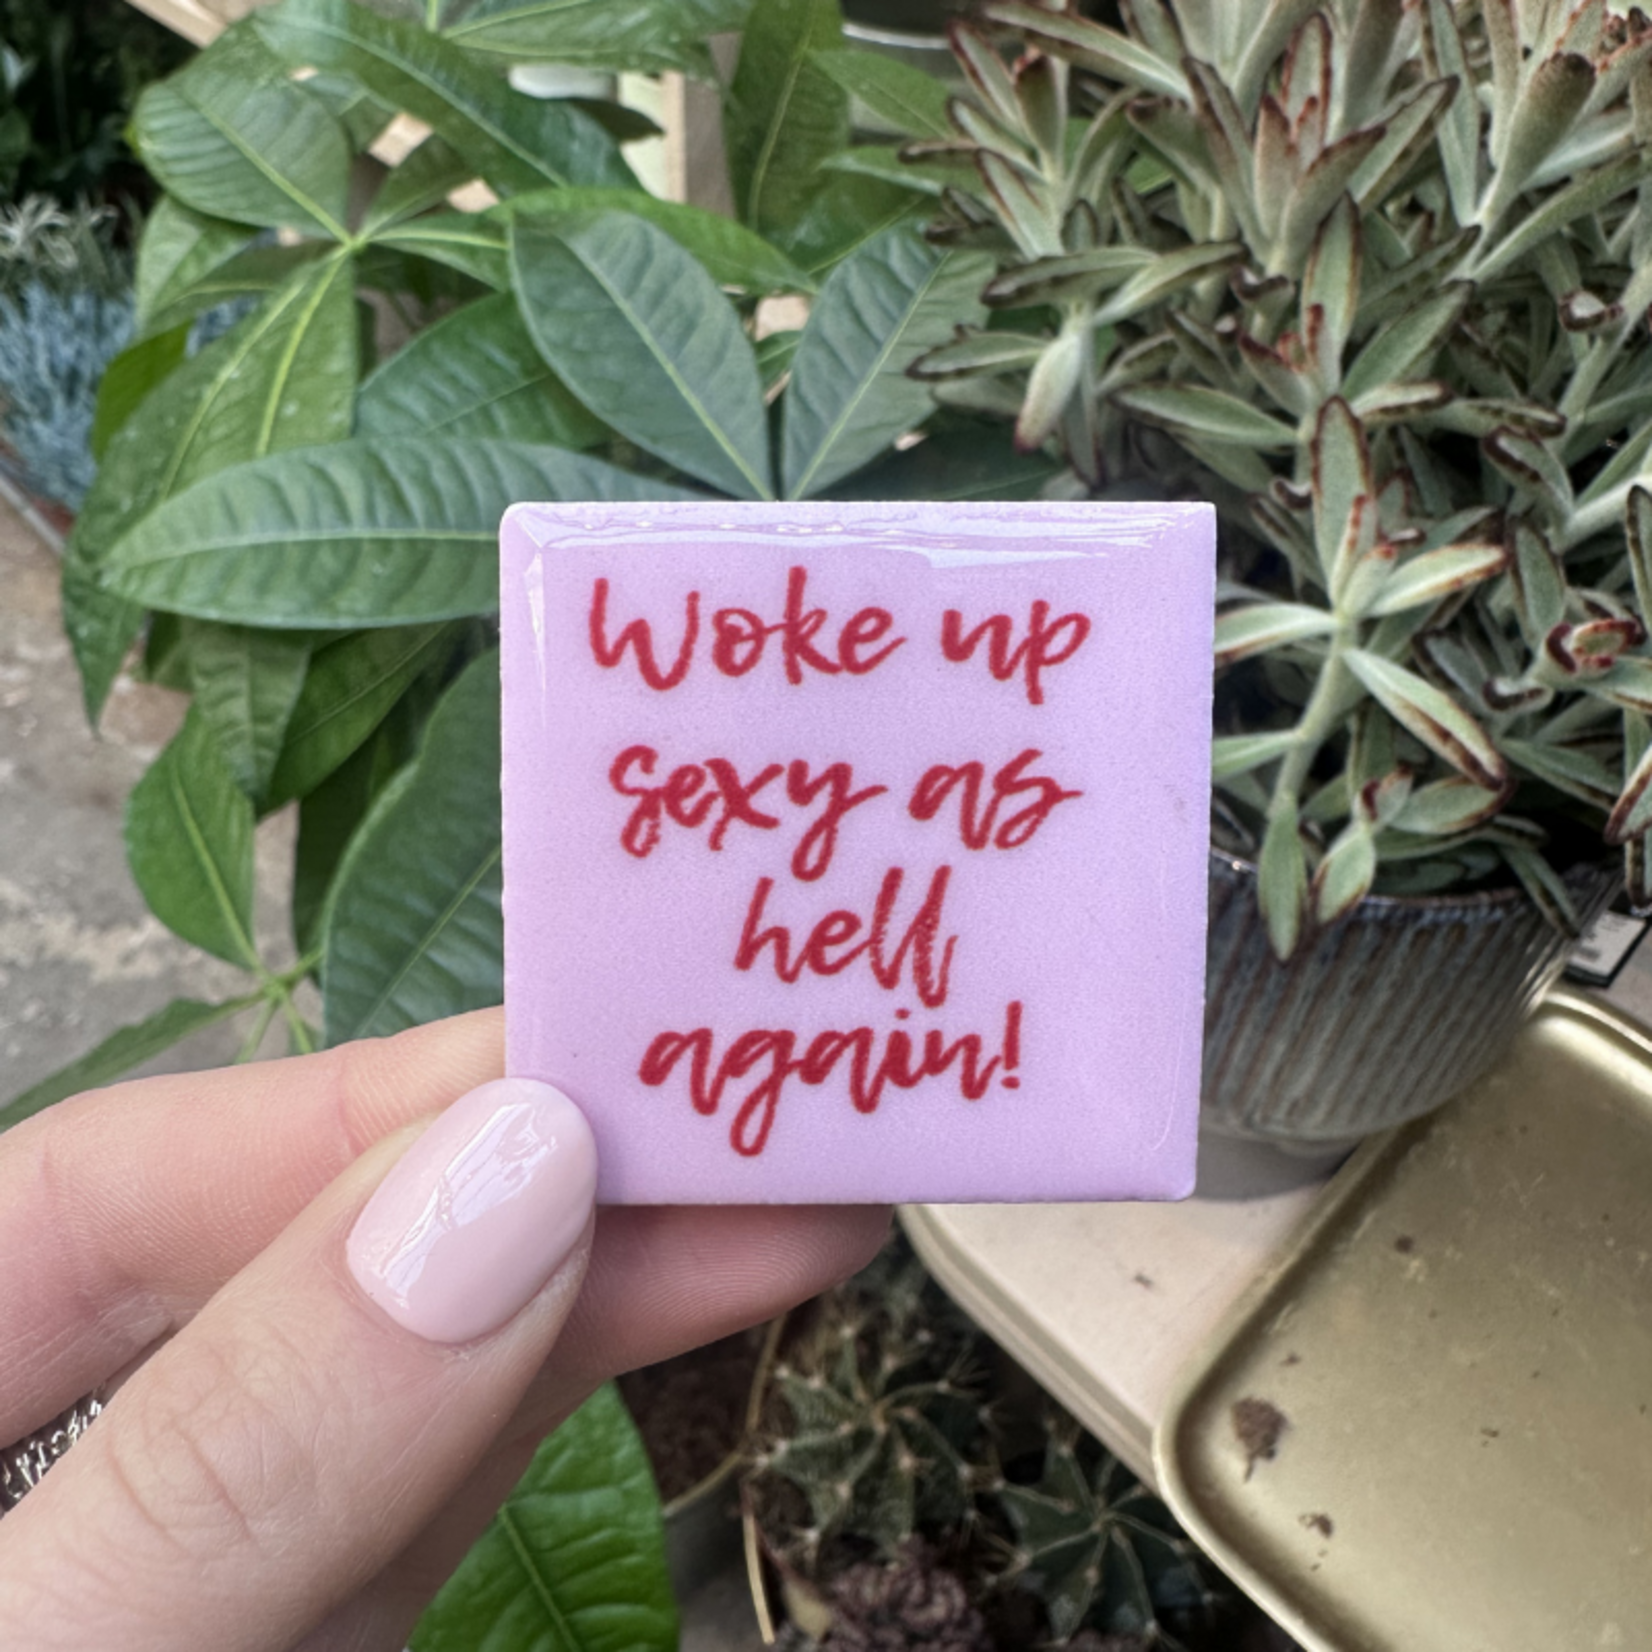 Woke up
sexy as
hell
again!